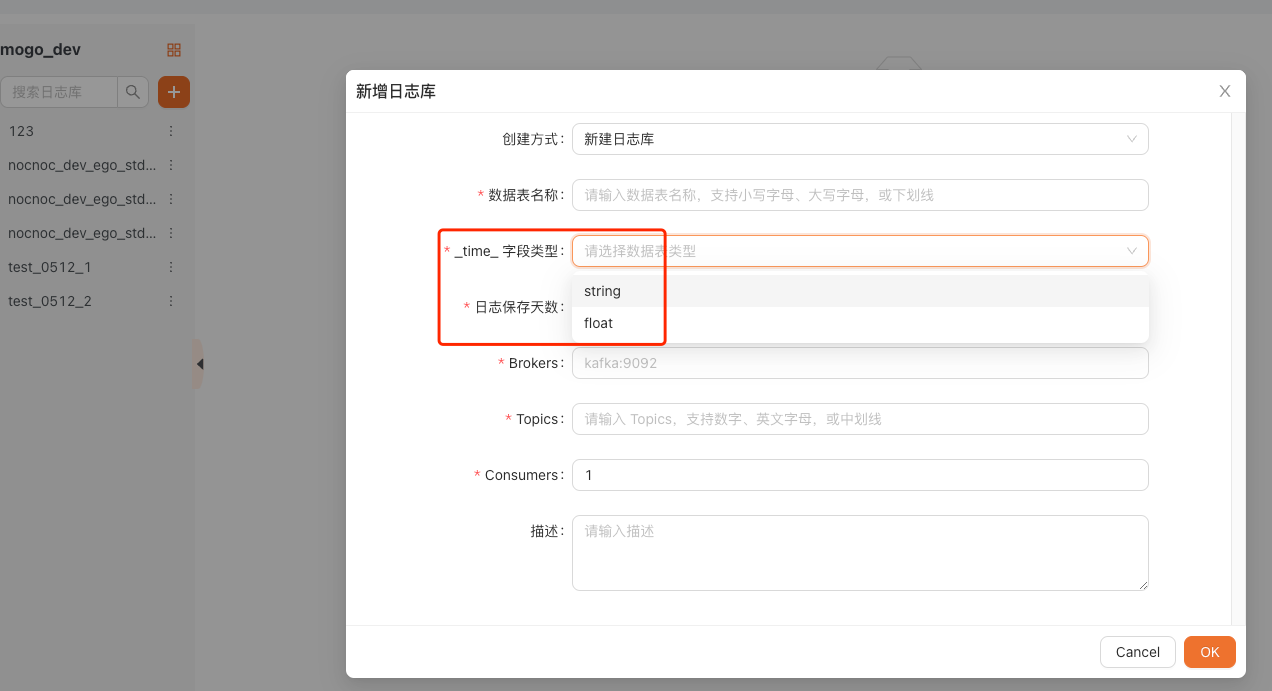 mogo_dev
搜索日志库
123
nocnoc_dev_ego_std...
nocnoc_dev_ego_std...
nocnoc_dev_ego_std...
test_0512_1
test_0512_2
新增日志库
创建方式: 新建日志库
* 数据表名称: 请输入数据表名称，支持小写字母、大写字母，或下划线
* _time_ 字段类型: 请选择数据表类型
string
* 日志保存天数:
float
* Brokers: kafka:9092
* Topics: 请输入 Topics，支持数字、英文字母，或中划线
* Consumers: 1
描述: 请输入描述
Cancel OK